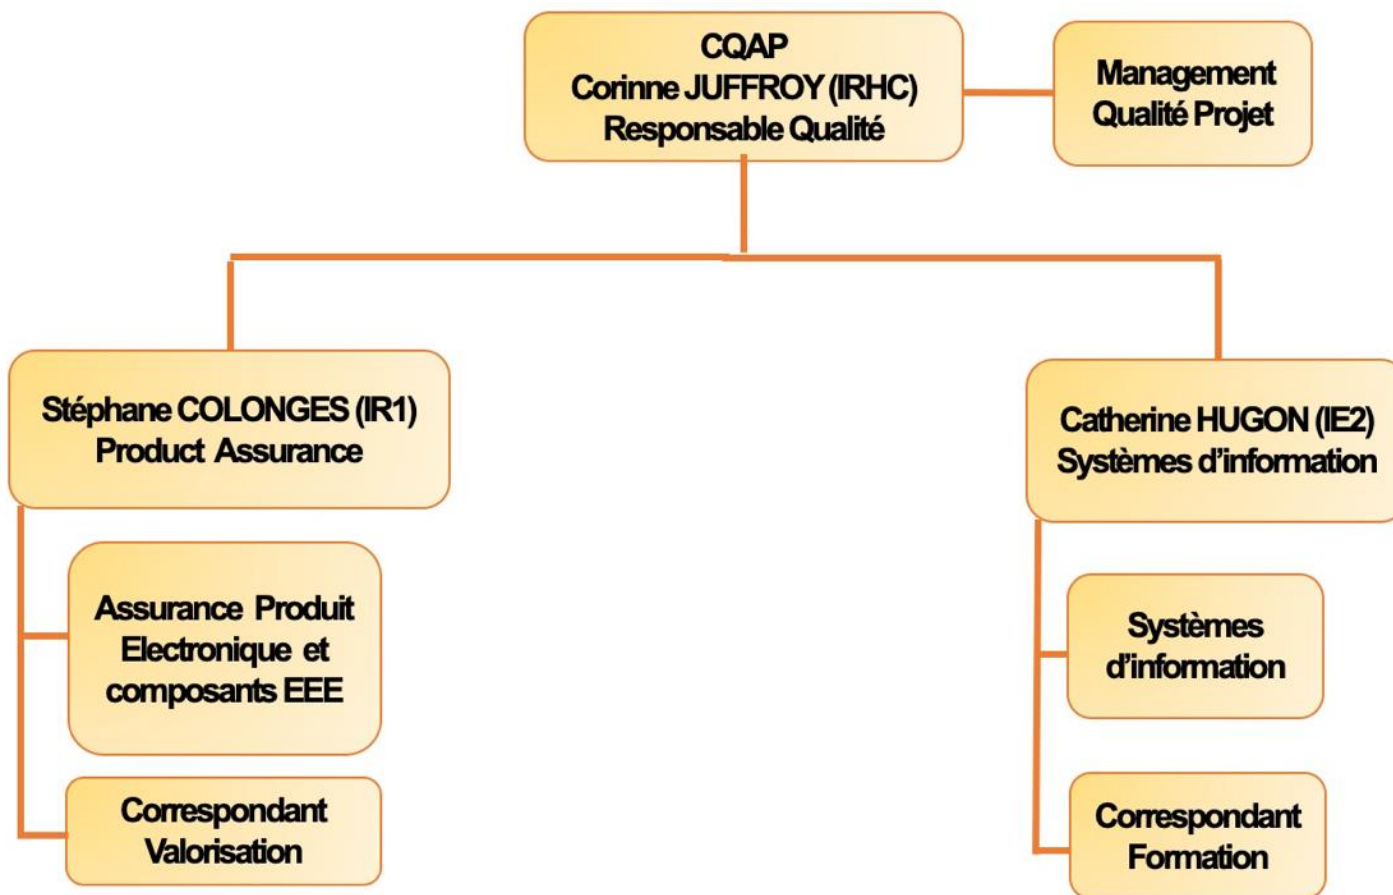 CQAP
Corinne JUFFROY (IRHC)
Responsable Qualité
Management
Qualité Projet
Stéphane COLONGES (IR1)
Product Assurance
Catherine HUGON (IE2)
Systèmes d'information
Assurance Produit
Electronique et
composants EEE
Systèmes
d'information
Correspondant
Valorisation
Correspondant
Formation